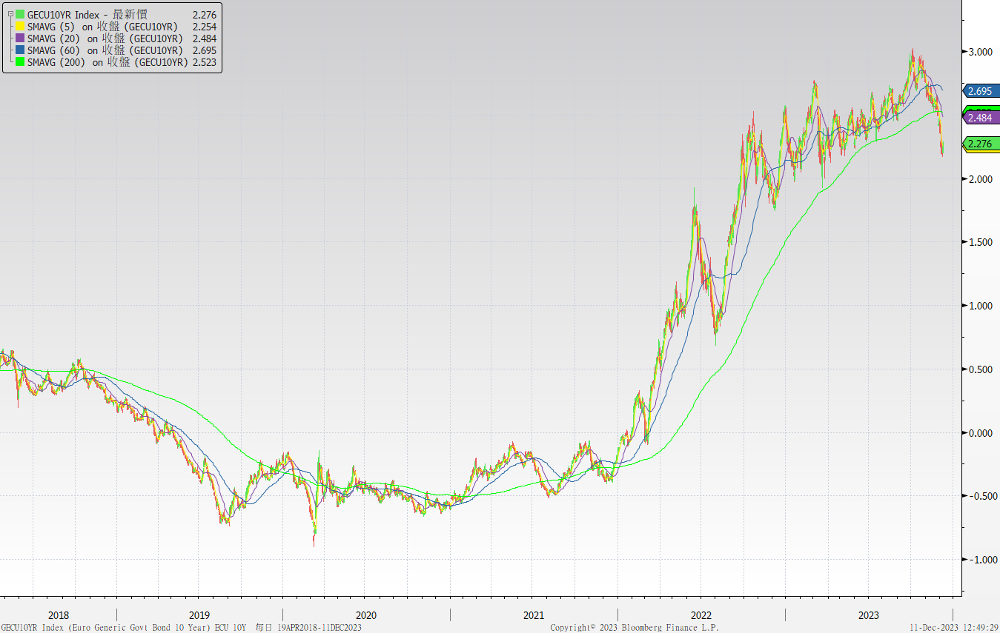 GECU10YR Index - 最新價 2.276
SMAVG (5) on 收盤 (GECU10YR) 2.254
SMAVG (20) on 收盤 (GECU10YR) 2.484
SMAVG (60) on 收盤 (GECU10YR) 2.695
SMAVG (200) on 收盤 (GECU10YR) 2.523
3.000
2.695
2.484
2.276
2.000
1.500
1.000
0.500
0.000
-0.500
-1.000
2018 2019 2020 2021 2022 2023
GECU10YR Index (Euro Generic Govt Bond 10 Year) ECU 10Y 每日 19APR2018-11DEC2023 Copyright© 2023 Bloomberg Finance L.P. 11-Dec-2023 12:49:29